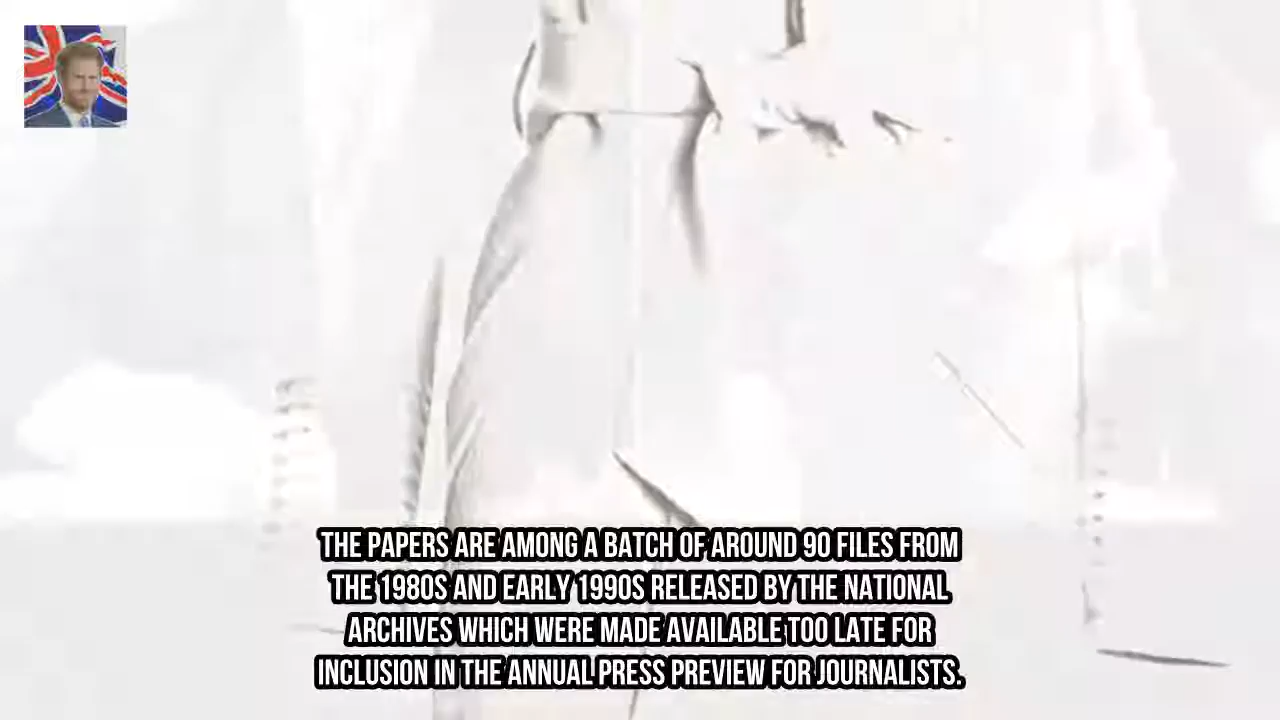 THE PAPERS ARE AMONG A BATCH OF AROUND 90 FILES FROM
THE 1980S AND EARLY 1990S RELEASED BY THE NATIONAL
ARCHIVES WHICH WERE MADE AVAILABLE TOO LATE FOR
INCLUSION IN THE ANNUAL PRESS PREVIEW FOR JOURNALISTS.